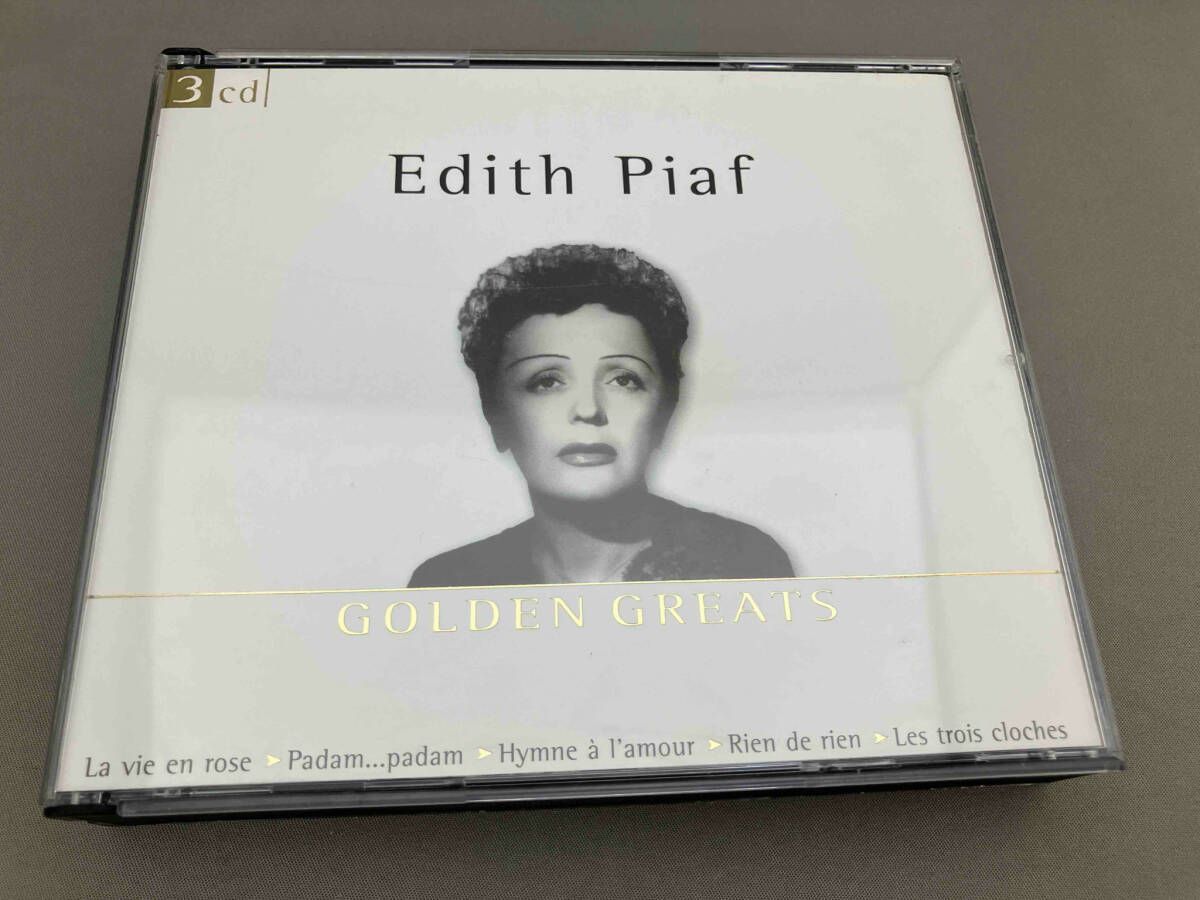 3 cd
Edith Piaf
GOLDEN GREATS
La vie en rose ➤ Padam...padam ➤ Hymne à l'amour ➤ Rien de rien ➤ Les trois cloches